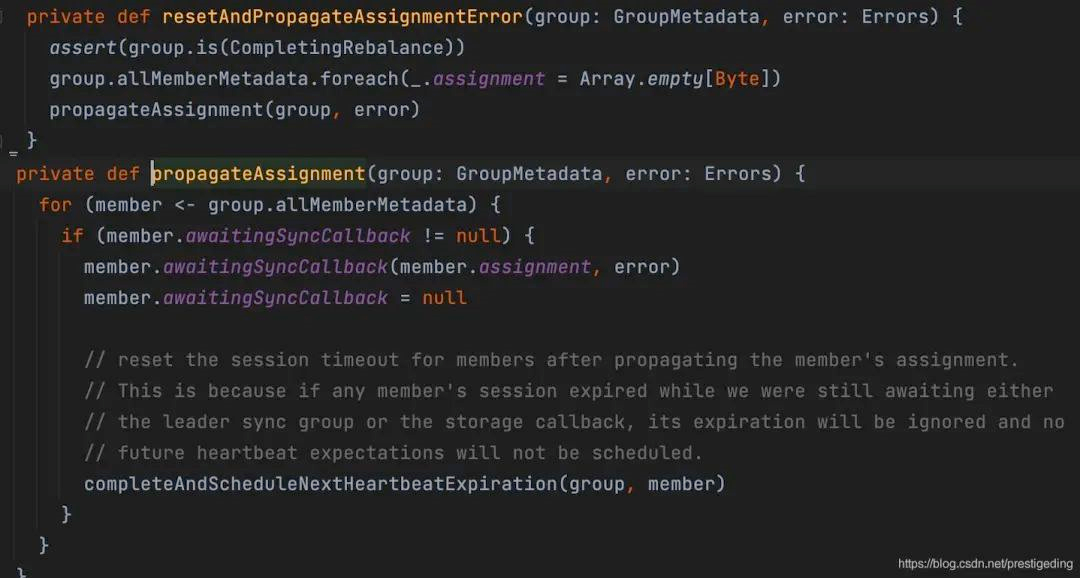 private def resetAndPropagateAssignmentError(group: GroupMetadata, error: Errors) {
assert(group.is(CompletingRebalance))
group.allMemberMetadata.foreach(_.assignment = Array.empty[Byte])
propagateAssignment(group, error)
}
private def propagateAssignment(group: GroupMetadata, error: Errors) {
for (member <- group.allMemberMetadata) {
if (member.awaitingSyncCallback != null) {
member.awaitingSyncCallback(member.assignment, error)
member.awaitingSyncCallback = null
// reset the session timeout for members after propagating the member's assignment.
// This is because if any member's session expired while we were still awaiting either
// the leader sync group or the storage callback, its expiration will be ignored and no
// future heartbeat expectations will not be scheduled.
completeAndScheduleNextHeartbeatExpiration(group, member)
}
}
}
https://blog.csdn.net/prestigeding